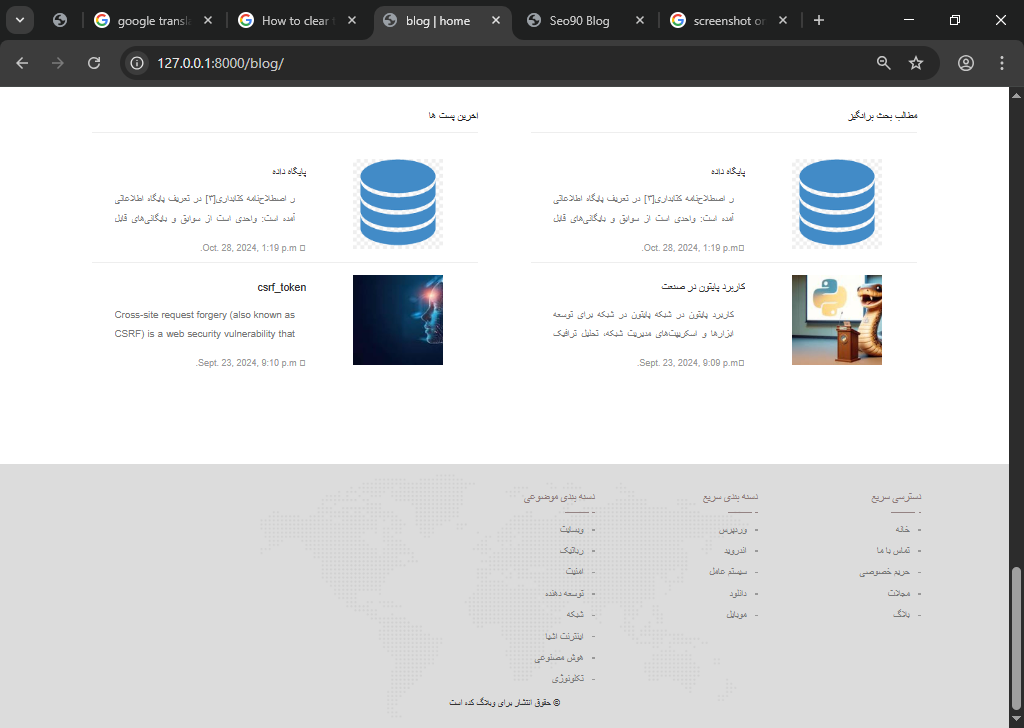 google transl
How to clear t
blog | home
Seo90 Blog
screenshot or
127.0.0.1:8000/blog/
مطالب بحث برانگیز
پایگاه داده
ر اصطلاح‌نامه کتابداری[۳] در تعریف پایگاه اطلاعاتی
آمده است: واحدی است از سوابق و بایگانی‌های قابل
.Oct. 28, 2024, 1:19 p.m
کاربرد پایتون در صنعت
کاربرد پایتون در شبکه پایتون در شبکه برای توسعه
ابزارها و اسکریپت‌های مدیریت شبکه، تحلیل ترافیک
.Sept. 23, 2024, 9:09 p.m
اخرین پست ها
پایگاه داده
ر اصطلاح‌نامه کتابداری[۳] در تعریف پایگاه اطلاعاتی
آمده است: واحدی است از سوابق و بایگانی‌های قابل
.Oct. 28, 2024, 1:19 p.m
csrf_token
Cross-site request forgery (also known as
CSRF) is a web security vulnerability that
.Sept. 23, 2024, 9:10 p.m
دسترسی سریع
- خانه
- تماس با ما
- حریم خصوصی
- مجلات
- بلاگ
دسته بندی سریع
- وردپرس
- اندروید
- سیستم عامل
- دانلود
- موبایل
دسته بندی موضوعی
- وبسایت
- رباتیک
- امنیت
- توسعه دهنده
- شبکه
- اینترنت اشیا
- هوش مصنوعی
- تکنولوژی
© حقوق انتشار برای وبلاگ کده است